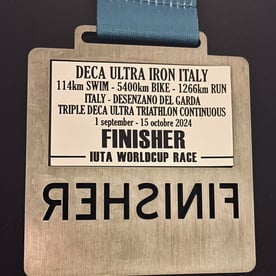 DECA ULTRA IRON ITALY
114km SWIM - 5400km BIKE - 1266km RUN
ITALY - DESENZANO DEL GARDA
TRIPLE DECA ULTRA TRIATHLON CONTINUOUS
1 september - 15 octobre 2024
FINISHER
IUTA WORLDCUP RACE
FINISHER